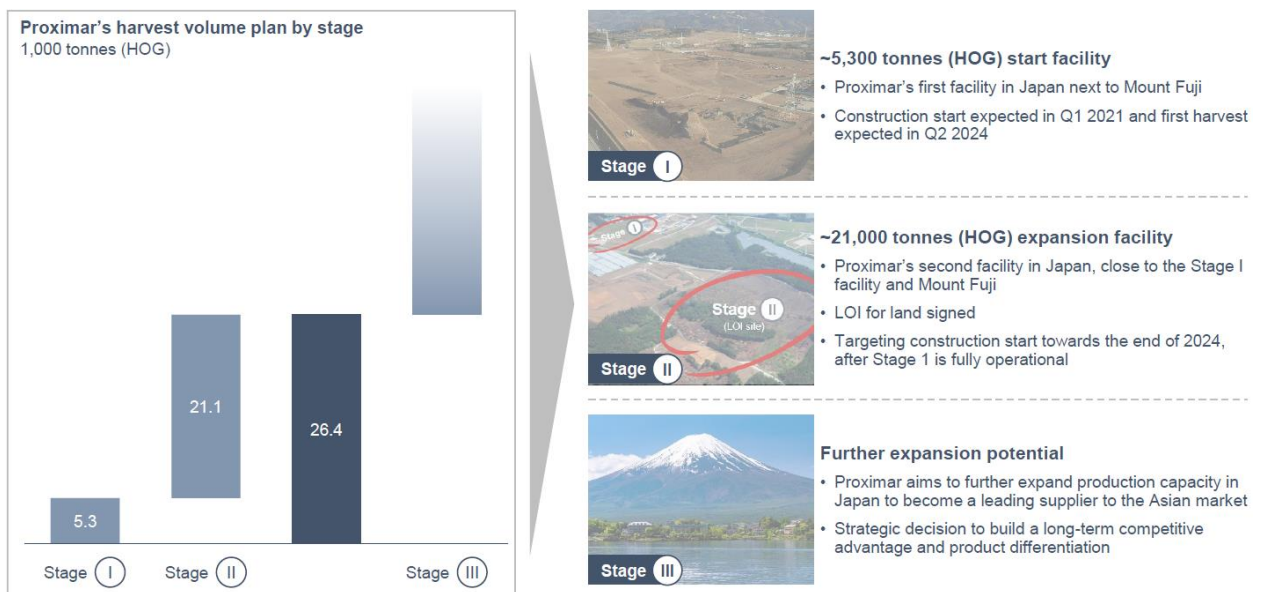 Proximar's harvest volume plan by stage
1,000 tonnes (HOG)
5.3
21.1
26.4
Stage I
Stage II
Stage III
Stage I
~5,300 tonnes (HOG) start facility
• Proximar's first facility in Japan next to Mount Fuji
• Construction start expected in Q1 2021 and first harvest
expected in Q2 2024
Stage I
Stage II
(LOI site)
Stage II
~21,000 tonnes (HOG) expansion facility
• Proximar's second facility in Japan, close to the Stage I
facility and Mount Fuji
• LOI for land signed
• Targeting construction start towards the end of 2024,
after Stage 1 is fully operational
Stage III
Further expansion potential
• Proximar aims to further expand production capacity in
Japan to become a leading supplier to the Asian market
• Strategic decision to build a long-term competitive
advantage and product differentiation